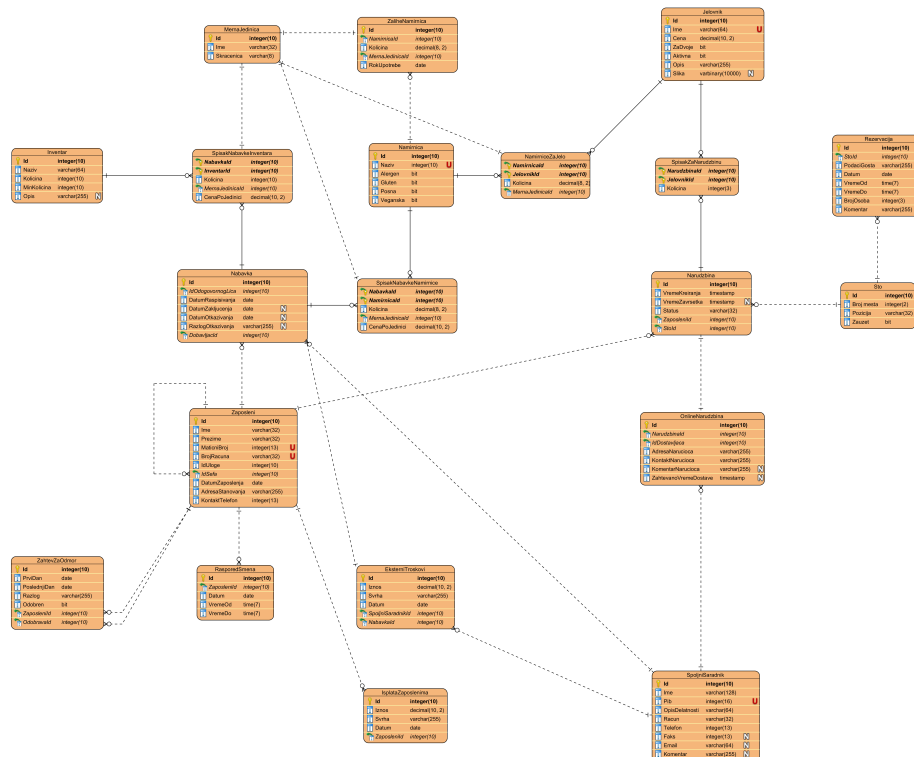 MernaJedinica
Id integer(10)
Ime varchar(32)
Skracenica varchar(6)
ZaliheNamirnica
Id integer(10)
NamirnicaId integer(10)
Kolicina decimal(8, 2)
MernaJedinicaId integer(10)
RokUpotrebe date
Jelovnik
Id integer(10)
Ime varchar(64) U
Cena decimal(10, 2)
ZaDvoje bit
Aktivna bit
Opis varchar(255)
Slika varbinary(10000) N
Inventar
Id integer(10)
Naziv varchar(64)
Kolicina integer(10)
MinKolicina integer(10)
Opis varchar(255) N
SpisakNabavkeInventara
NabavkaId integer(10)
InventarId integer(10)
Kolicina integer(10)
MernaJedinicaId integer(10)
CenaPoJedinici decimal(10, 2)
Namirnica
Id integer(10)
Naziv integer(10) U
Alergen bit
Gluten bit
Posna bit
Veganska bit
NamirniceZaJelo
NamirnicaId integer(10)
JelovnikId integer(10)
Kolicina decimal(8, 2)
MernaJedinicaId integer(10)
SpisakZaNarudzbinu
NarudzbinaId integer(10)
JelovnikId integer(10)
Kolicina integer(3)
Rezervacija
Id integer(10)
StoId integer(10)
PodaciGosta varchar(255)
Datum date
VremeOd time(7)
VremeDo time(7)
BrojOsoba integer(3)
Komentar varchar(255)
Nabavka
Id integer(10)
IdOdogovornogLica integer(10)
DatumRaspisivanja date
DatumZakljucenja date N
DatumOtkazivanja date N
RazlogOtkazivanja varchar(255) N
DobavljacId integer(10)
SpisakNabavkeNamirnice
NabavkaId integer(10)
NamirnicaId integer(10)
Kolicina decimal(8, 2)
MernaJedinicaId integer(10)
CenaPoJedinici decimal(10, 2)
Narudzbina
Id integer(10)
VremeKreiranja timestamp
VremeZavrsetka timestamp N
Status varchar(32)
ZaposleniId integer(10)
StoId integer(10)
Sto
Id integer(10)
Broj mesta integer(2)
Pozicija varchar(32)
Zauzet bit
Zaposleni
Id integer(10)
Ime varchar(32)
Prezime varchar(32)
MaticniBroj integer(13) U
BrojRacuna varchar(32) U
IdUloge integer(10)
IdSefa integer(10)
DatumZaposlenja date
AdresaStanovanja varchar(255)
KontaktTelefon integer(13)
OnlineNarudzbina
Id integer(10)
NarudzbinaId integer(10)
IdDostavljaca integer(10)
AdresaNarucioca varchar(255)
KontaktNarucioca varchar(255)
KomentarNarucioca varchar(255) N
ZahtevanoVremeDostave timestamp N
ZahtevZaOdmor
Id integer(10)
PrviDan date
PoslednjiDan date
Razlog varchar(255)
Odobren bit
ZaposleniId integer(10)
OdobravaId integer(10)
RasporedSmena
Id integer(10)
ZaposleniId integer(10)
Datum date
VremeOd time(7)
VremeDo time(7)
EksterniTroskovi
Id integer(10)
Iznos decimal(10, 2)
Svrha varchar(255)
Datum date
SpoljniSaradnikId integer(10)
NabavkaId integer(10)
IsplataZaposlenima
Id integer(10)
Iznos decimal(10, 2)
Svrha varchar(255)
Datum date
ZaposleniId integer(10)
SpoljniSaradnik
Id integer(10)
Ime varchar(128)
Pib integer(16) U
OpisDelatnosti varchar(64)
Racun varchar(32)
Telefon integer(13)
Faks integer(13) N
Email varchar(64) N
Komentar varchar(255) N